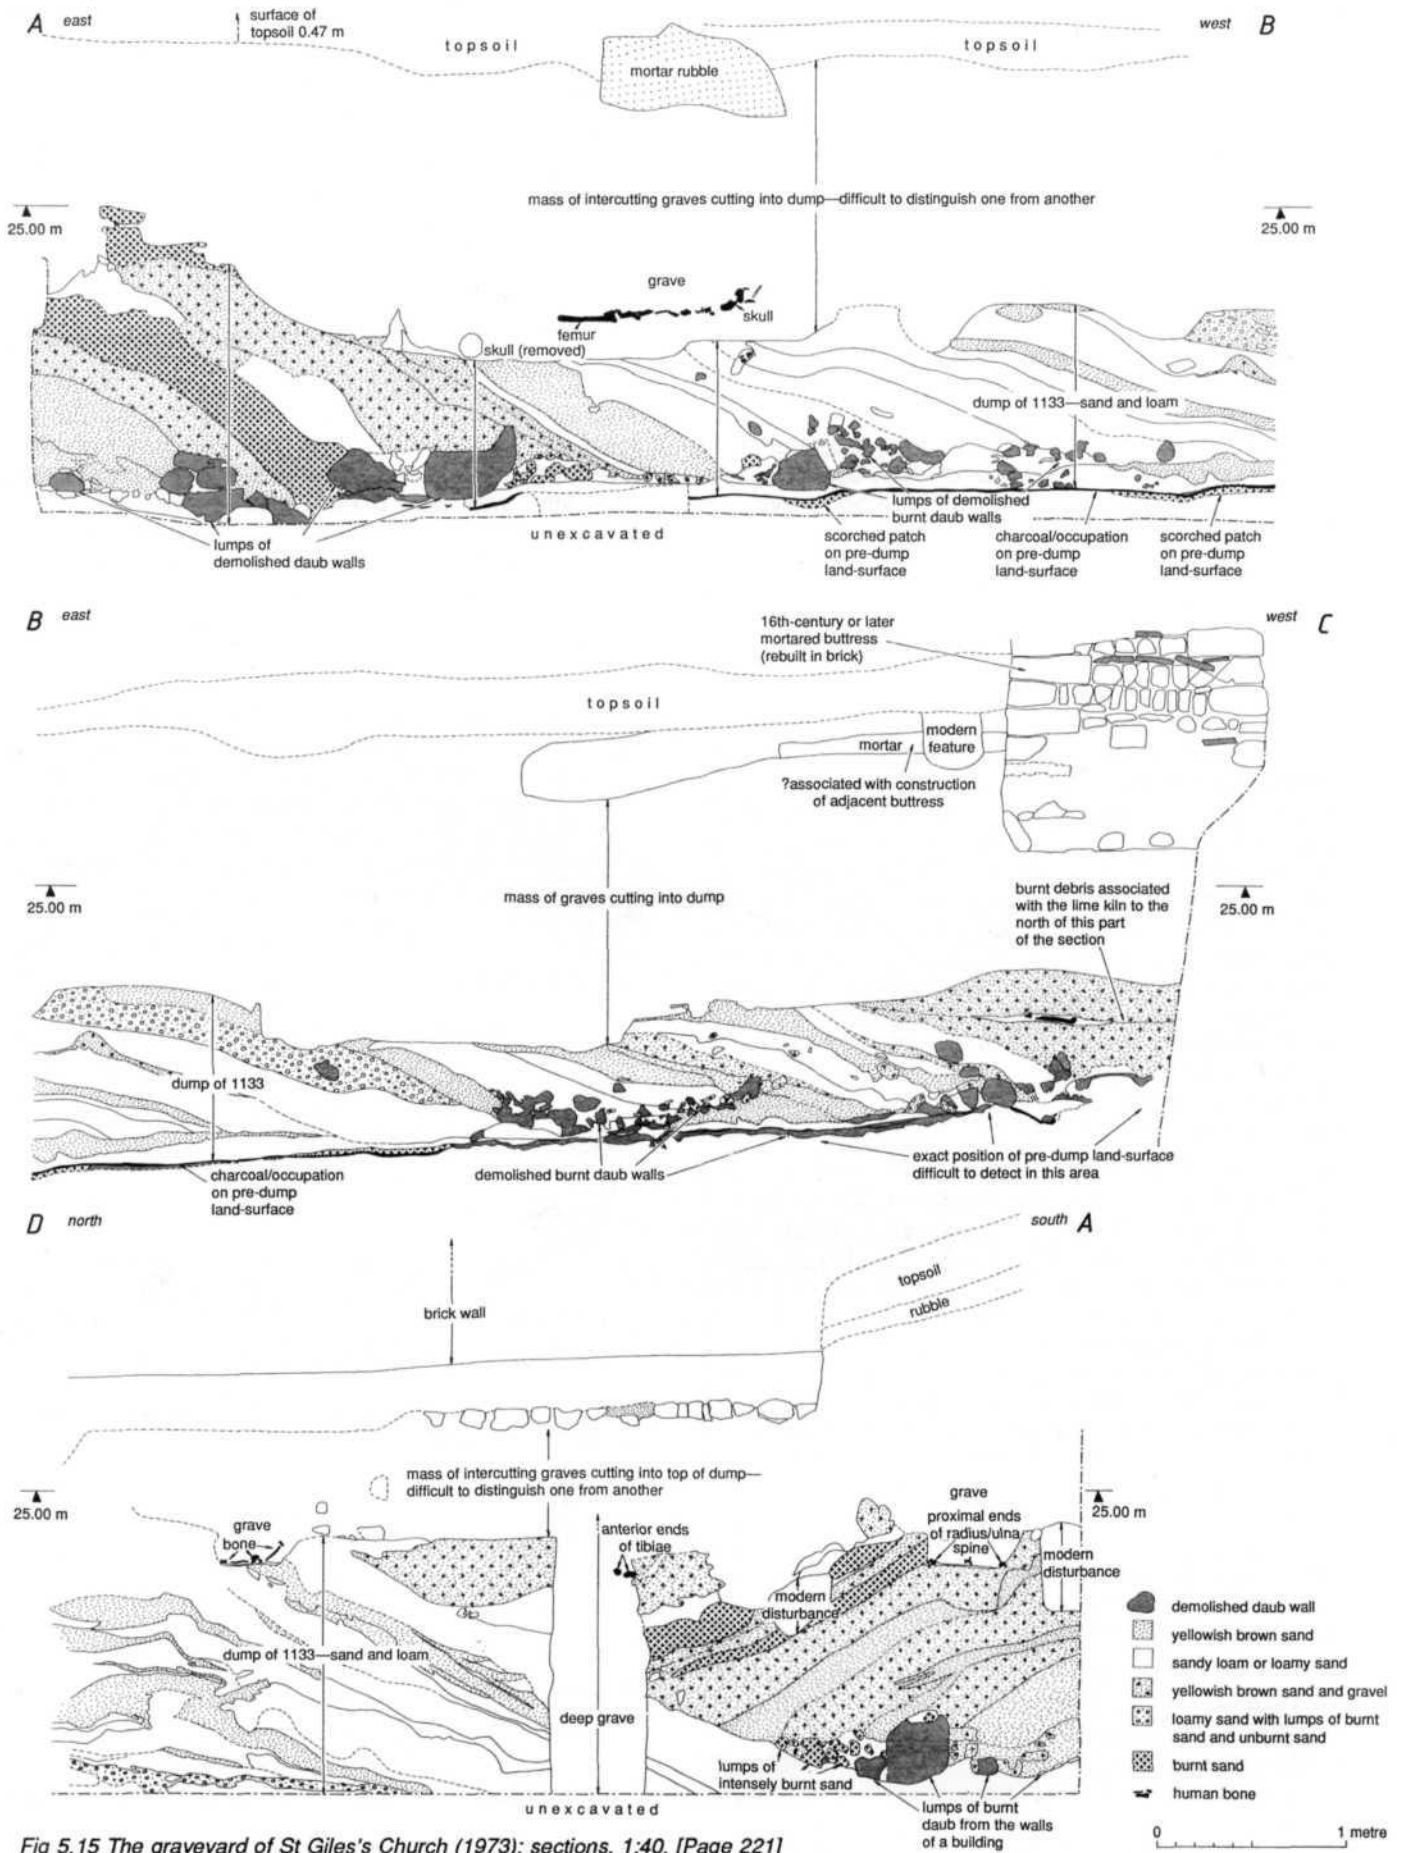 A east
surface of
topsoil 0.47 m
topsoil
mortar rubble
topsoil
west B
mass of intercutting graves cutting into dump—difficult to distinguish one from another
25.00 m
25.00 m
grave
skull
femur
skull (removed)
dump of 1133—sand and loam
lumps of demolished
burnt daub walls
unexcavated
lumps of
demolished daub walls
scorched patch
on pre-dump
land-surface
charcoal/occupation
on pre-dump
land-surface
scorched patch
on pre-dump
land-surface
B east
16th-century or later
mortared buttress
(rebuilt in brick)
west C
topsoil
mortar
modern
feature
?associated with construction
of adjacent buttress
25.00 m
mass of graves cutting into dump
burnt debris associated
with the lime kiln to the
north of this part
of the section
25.00 m
dump of 1133
charcoal/occupation
on pre-dump
land-surface
demolished burnt daub walls
exact position of pre-dump land-surface
difficult to detect in this area
D north
south A
topsoil
rubble
brick wall
mass of intercutting graves cutting into top of dump—
difficult to distinguish one from another
25.00 m
25.00 m
grave
bone
anterior ends
of tibiae
grave
proximal ends
of radius/ulna
spine
modern
disturbance
modern
disturbance
dump of 1133—sand and loam
deep grave
lumps of
intensely burnt sand
unexcavated
lumps of burnt
daub from the walls
of a building
demolished daub wall
yellowish brown sand
sandy loam or loamy sand
yellowish brown sand and gravel
loamy sand with lumps of burnt
sand and unburnt sand
burnt sand
human bone
0 1 metre
Fig 5.15 The graveyard of St Giles's Church (1973): sections. 1:40. [Page 221]